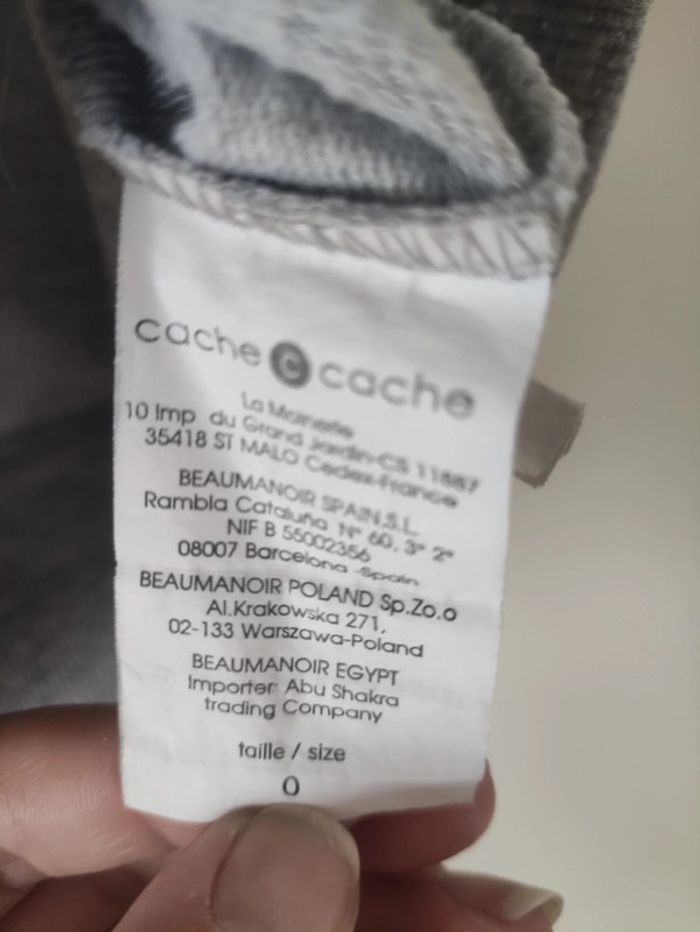 cache c cache
La Moinerie
10 Imp du Grand Jardin-CS 11887
35418 ST MALO Cedex-France
BEAUMANOIR SPAIN,S.L.
Rambla Cataluña Nº 60, 3º 2ª
NIF B 55002356
08007 Barcelona -Spain
BEAUMANOIR POLAND Sp.Zo.o
Al.Krakowska 271,
02-133 Warszawa-Poland
BEAUMANOIR EGYPT
Importer: Abu Shakra
trading Company
taille / size
0